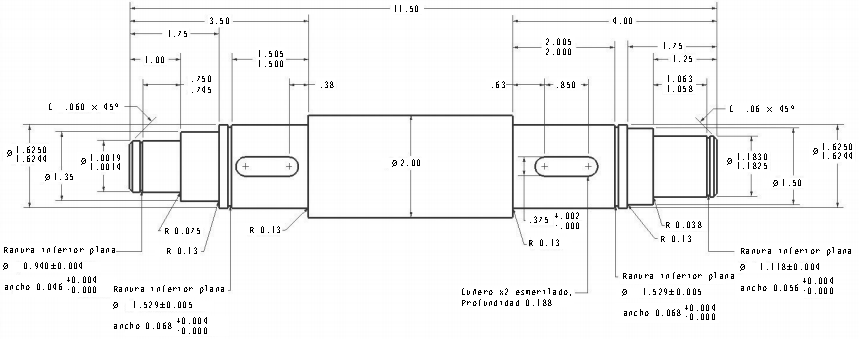 11.50
3.50
4.00
1.75
2.005
2.000
1.75
1.00
1.505
1.500
1.25
.750
.745
.38
.63
.850
1.063
1.058
.060 × 45º
.06 × 45º
Ø 1.6250
1.6244
Ø 1.35
Ø 1.0019
1.0014
Ø 2.00
Ø 1.1830
1.1825
Ø 1.50
Ø 1.6250
1.6244
.375 +.002
-.000
R 0.075
R 0.13
R 0.13
R 0.13
R 0.038
R 0.13
Ranura inferior plana
Ø 0.940±0.004
ancho 0.046 +0.004
-0.000
Ranura inferior plana
Ø 1.529±0.005
ancho 0.068 +0.004
-0.000
Cuñero x2 esmerilado,
Profundidad 0.188
Ranura inferior plana
Ø 1.529±0.005
ancho 0.068 +0.004
-0.000
Ranura inferior plana
Ø 1.118±0.004
ancho 0.056 +0.004
-0.000